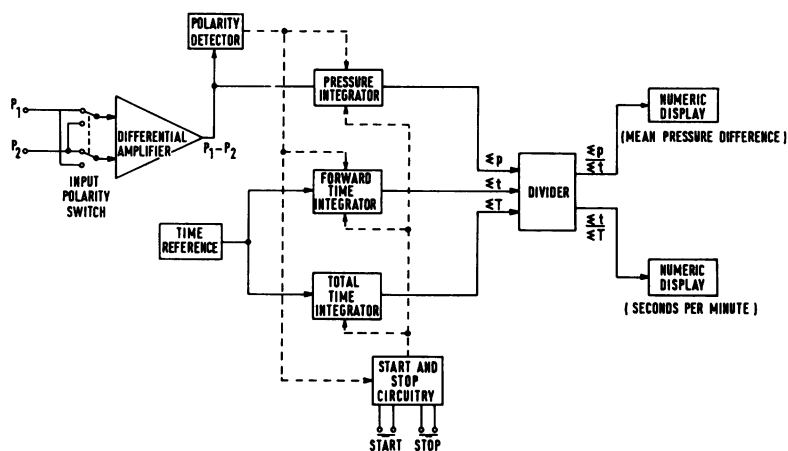 POLARITY
DETECTOR
P1
P2
INPUT
POLARITY
SWITCH
DIFFERENTIAL
AMPLIFIER
P1-P2
PRESSURE
INTEGRATOR
FORWARD
TIME
INTEGRATOR
TIME
REFERENCE
TOTAL
TIME
INTEGRATOR
START AND
STOP
CIRCUITRY
START STOP
Σp
Σt
ΣT
DIVIDER
Σp
Σt
Σt
ΣT
NUMERIC
DISPLAY
(MEAN PRESSURE DIFFERENCE)
NUMERIC
DISPLAY
(SECONDS PER MINUTE)